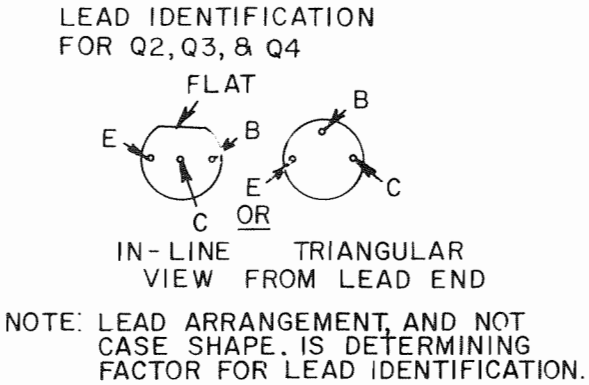 LEAD IDENTIFICATION
FOR Q2, Q3, & Q4
FLAT
E
B
C
OR
B
E
C
IN-LINE TRIANGULAR
VIEW FROM LEAD END
NOTE: LEAD ARRANGEMENT, AND NOT
CASE SHAPE. IS DETERMINING
FACTOR FOR LEAD IDENTIFICATION.